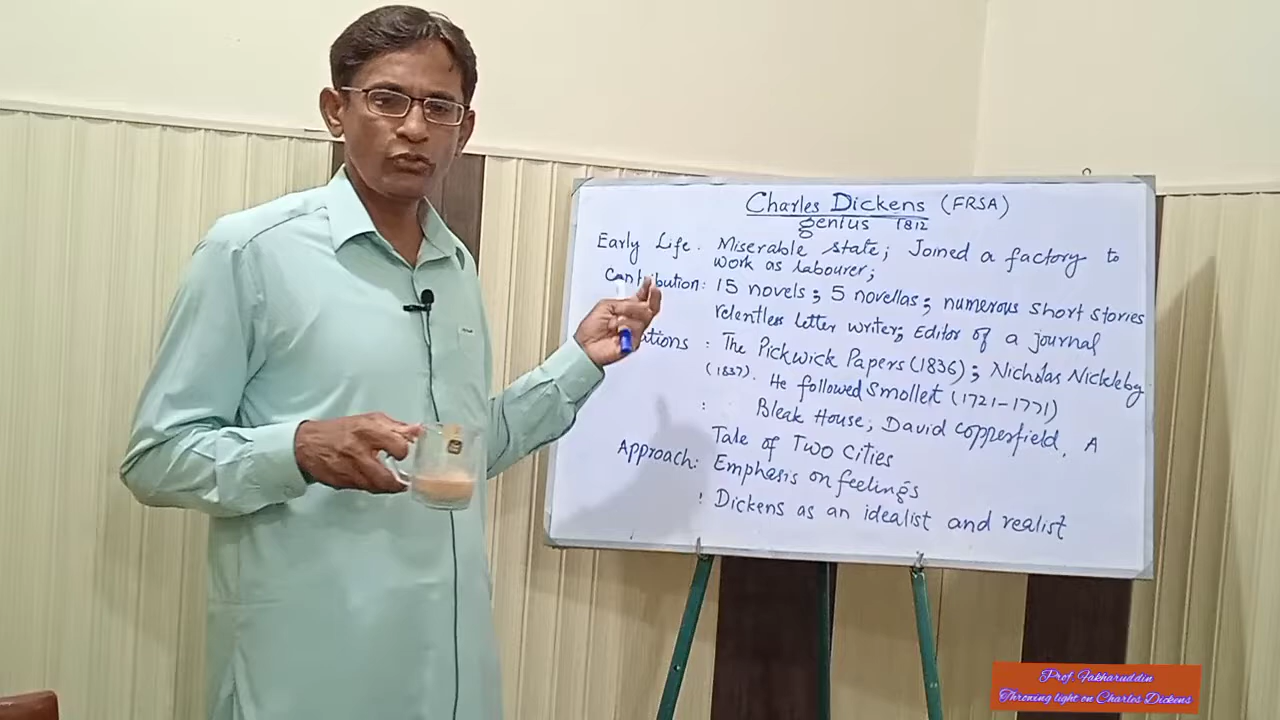 Charles Dickens (FRSA)
genius 1812
Early Life. Miserable state; Joined a factory to
work as labourer;
Contribution: 15 novels; 5 novellas; numerous short stories
relentless letter writer; Editor of a journal
ations : The Pickwick Papers (1836); Nicholas Nickleby
(1837). He followed Smollet (1721-1771)
: Bleak House; David Copperfield, A
Tale of Two Cities
Approach: Emphasis on feelings
: Dickens as an idealist and realist
Prof. Fakharuddin
Throwing light on Charles Dickens